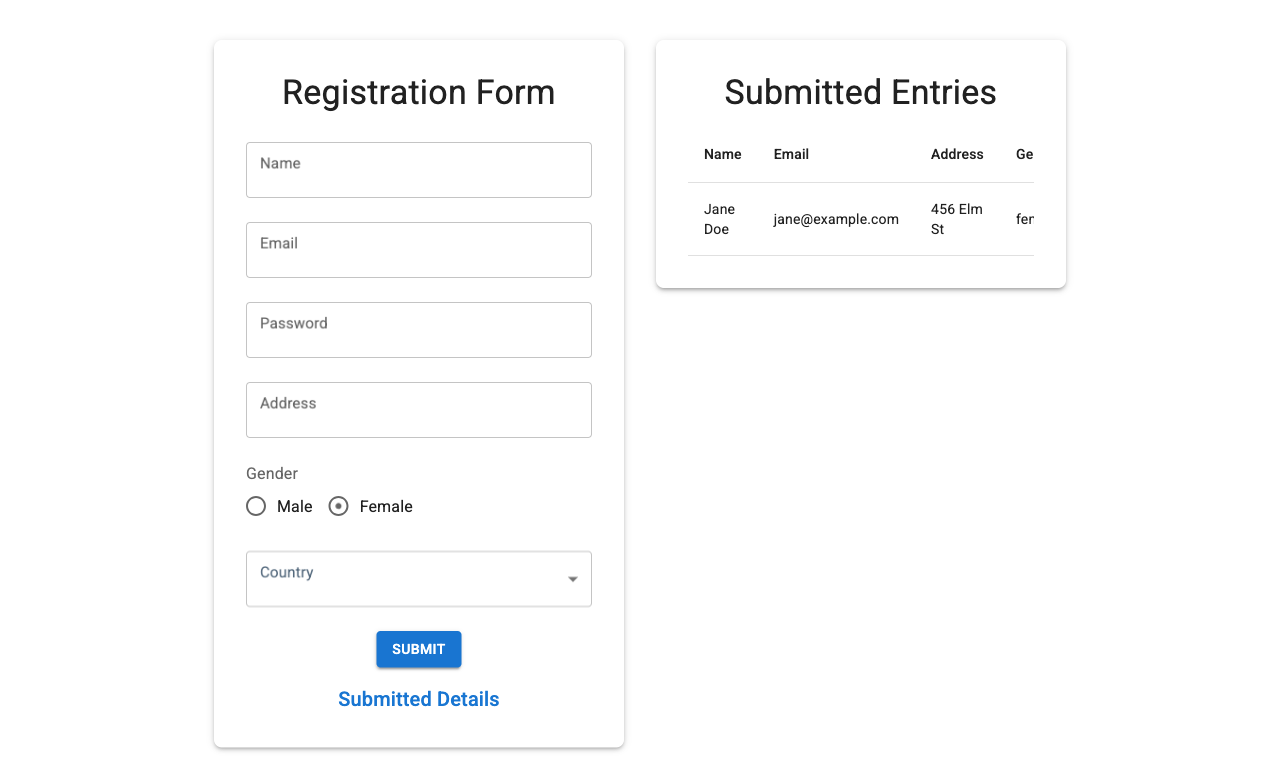 Registration Form
Name
Email
Password
Address
Gender
Male Female
Country
SUBMIT
Submitted Details
Submitted Entries
Name Email Address Ge
Jane Doe jane@example.com 456 Elm St fer